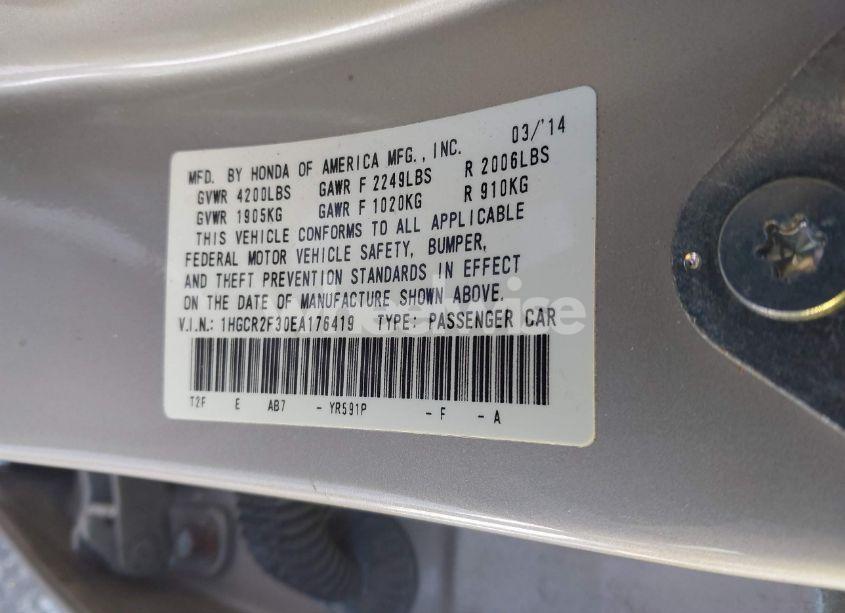 03/'14
MFD. BY HONDA OF AMERICA MFG., INC.
GVWR 4200LBS GAWR F 2249LBS R 2006LBS
GVWR 1905KG GAWR F 1020KG R 910KG
THIS VEHICLE CONFORMS TO ALL APPLICABLE
FEDERAL MOTOR VEHICLE SAFETY, BUMPER,
AND THEFT PREVENTION STANDARDS IN EFFECT
ON THE DATE OF MANUFACTURE SHOWN ABOVE.
V.I.N.: 1HGCR2F30EA176419 TYPE: PASSENGER CAR
T2F E AB7 - YR591P - F - A